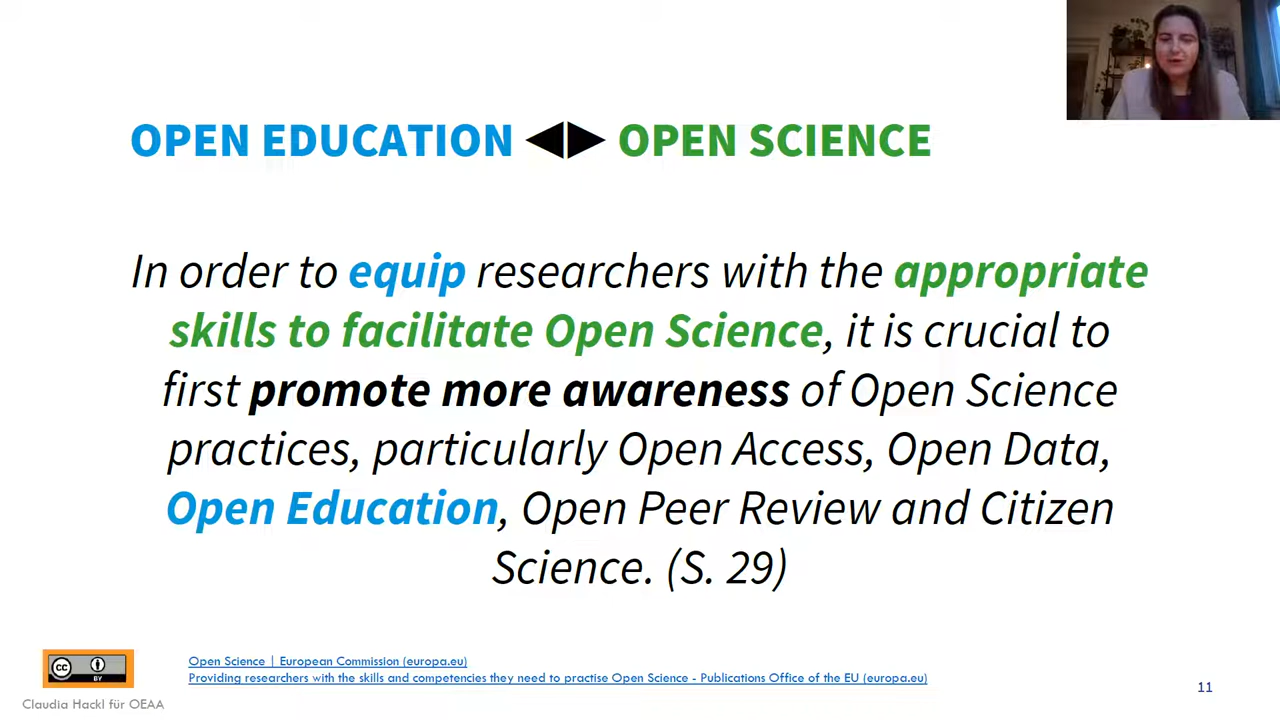 OPEN EDUCATION ◀▶ OPEN SCIENCE
In order to equip researchers with the appropriate
skills to facilitate Open Science, it is crucial to
first promote more awareness of Open Science
practices, particularly Open Access, Open Data,
Open Education, Open Peer Review and Citizen
Science. (S. 29)
cc BY
Open Science | European Commission (europa.eu)
Providing researchers with the skills and competencies they need to practise Open Science - Publications Office of the EU (europa.eu)
11
Claudia Hackl für OEAA